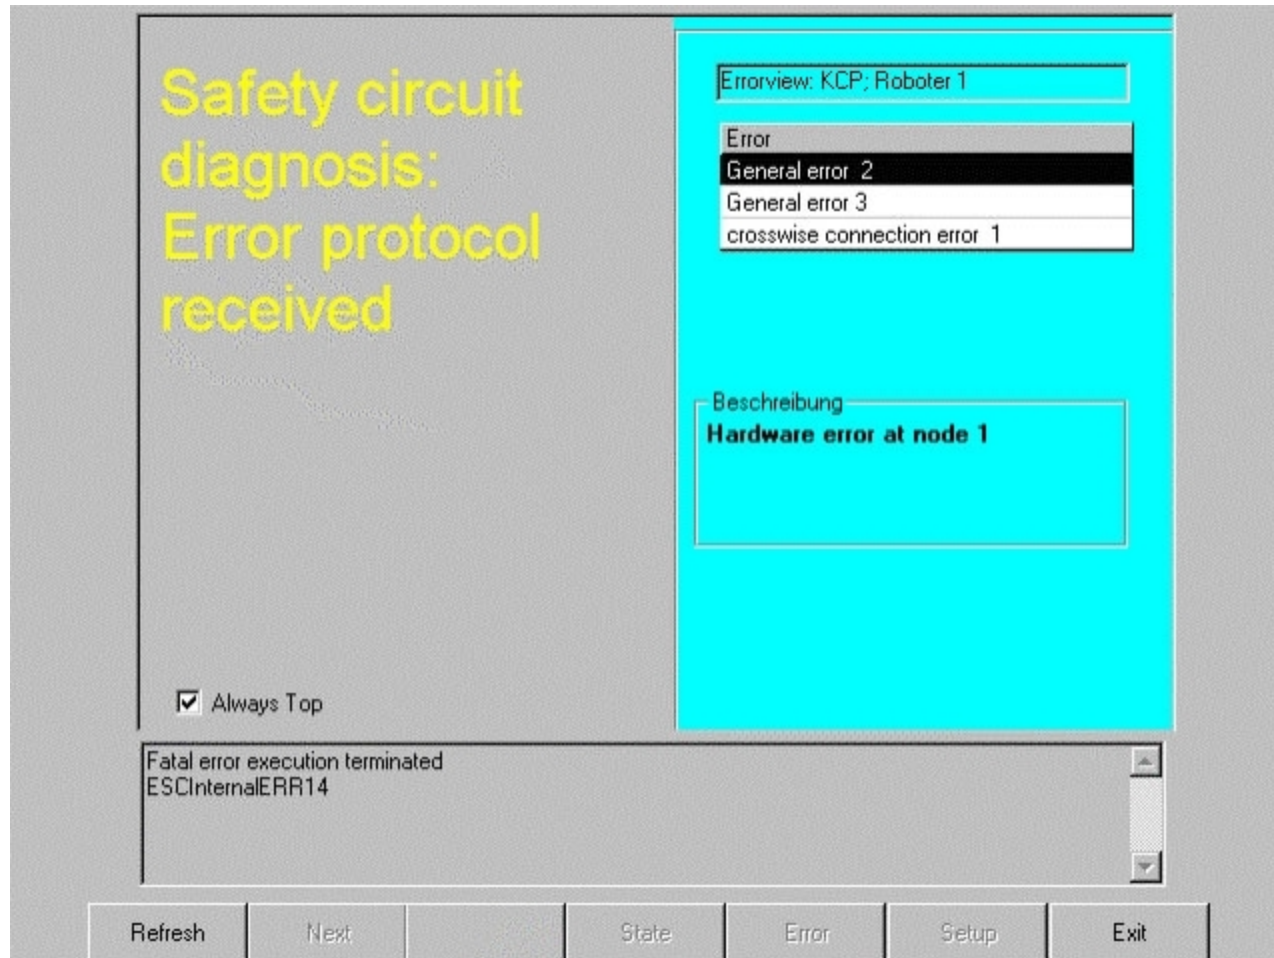 Safety circuit
diagnosis:
Error protocol
received
Errorview: KCP; Roboter 1
Error
General error 2
General error 3
crosswise connection error 1
Beschreibung
Hardware error at node 1
Always Top
Fatal error execution terminated
ESCInternalERR14
Refresh
Next
State
Error
Setup
Exit